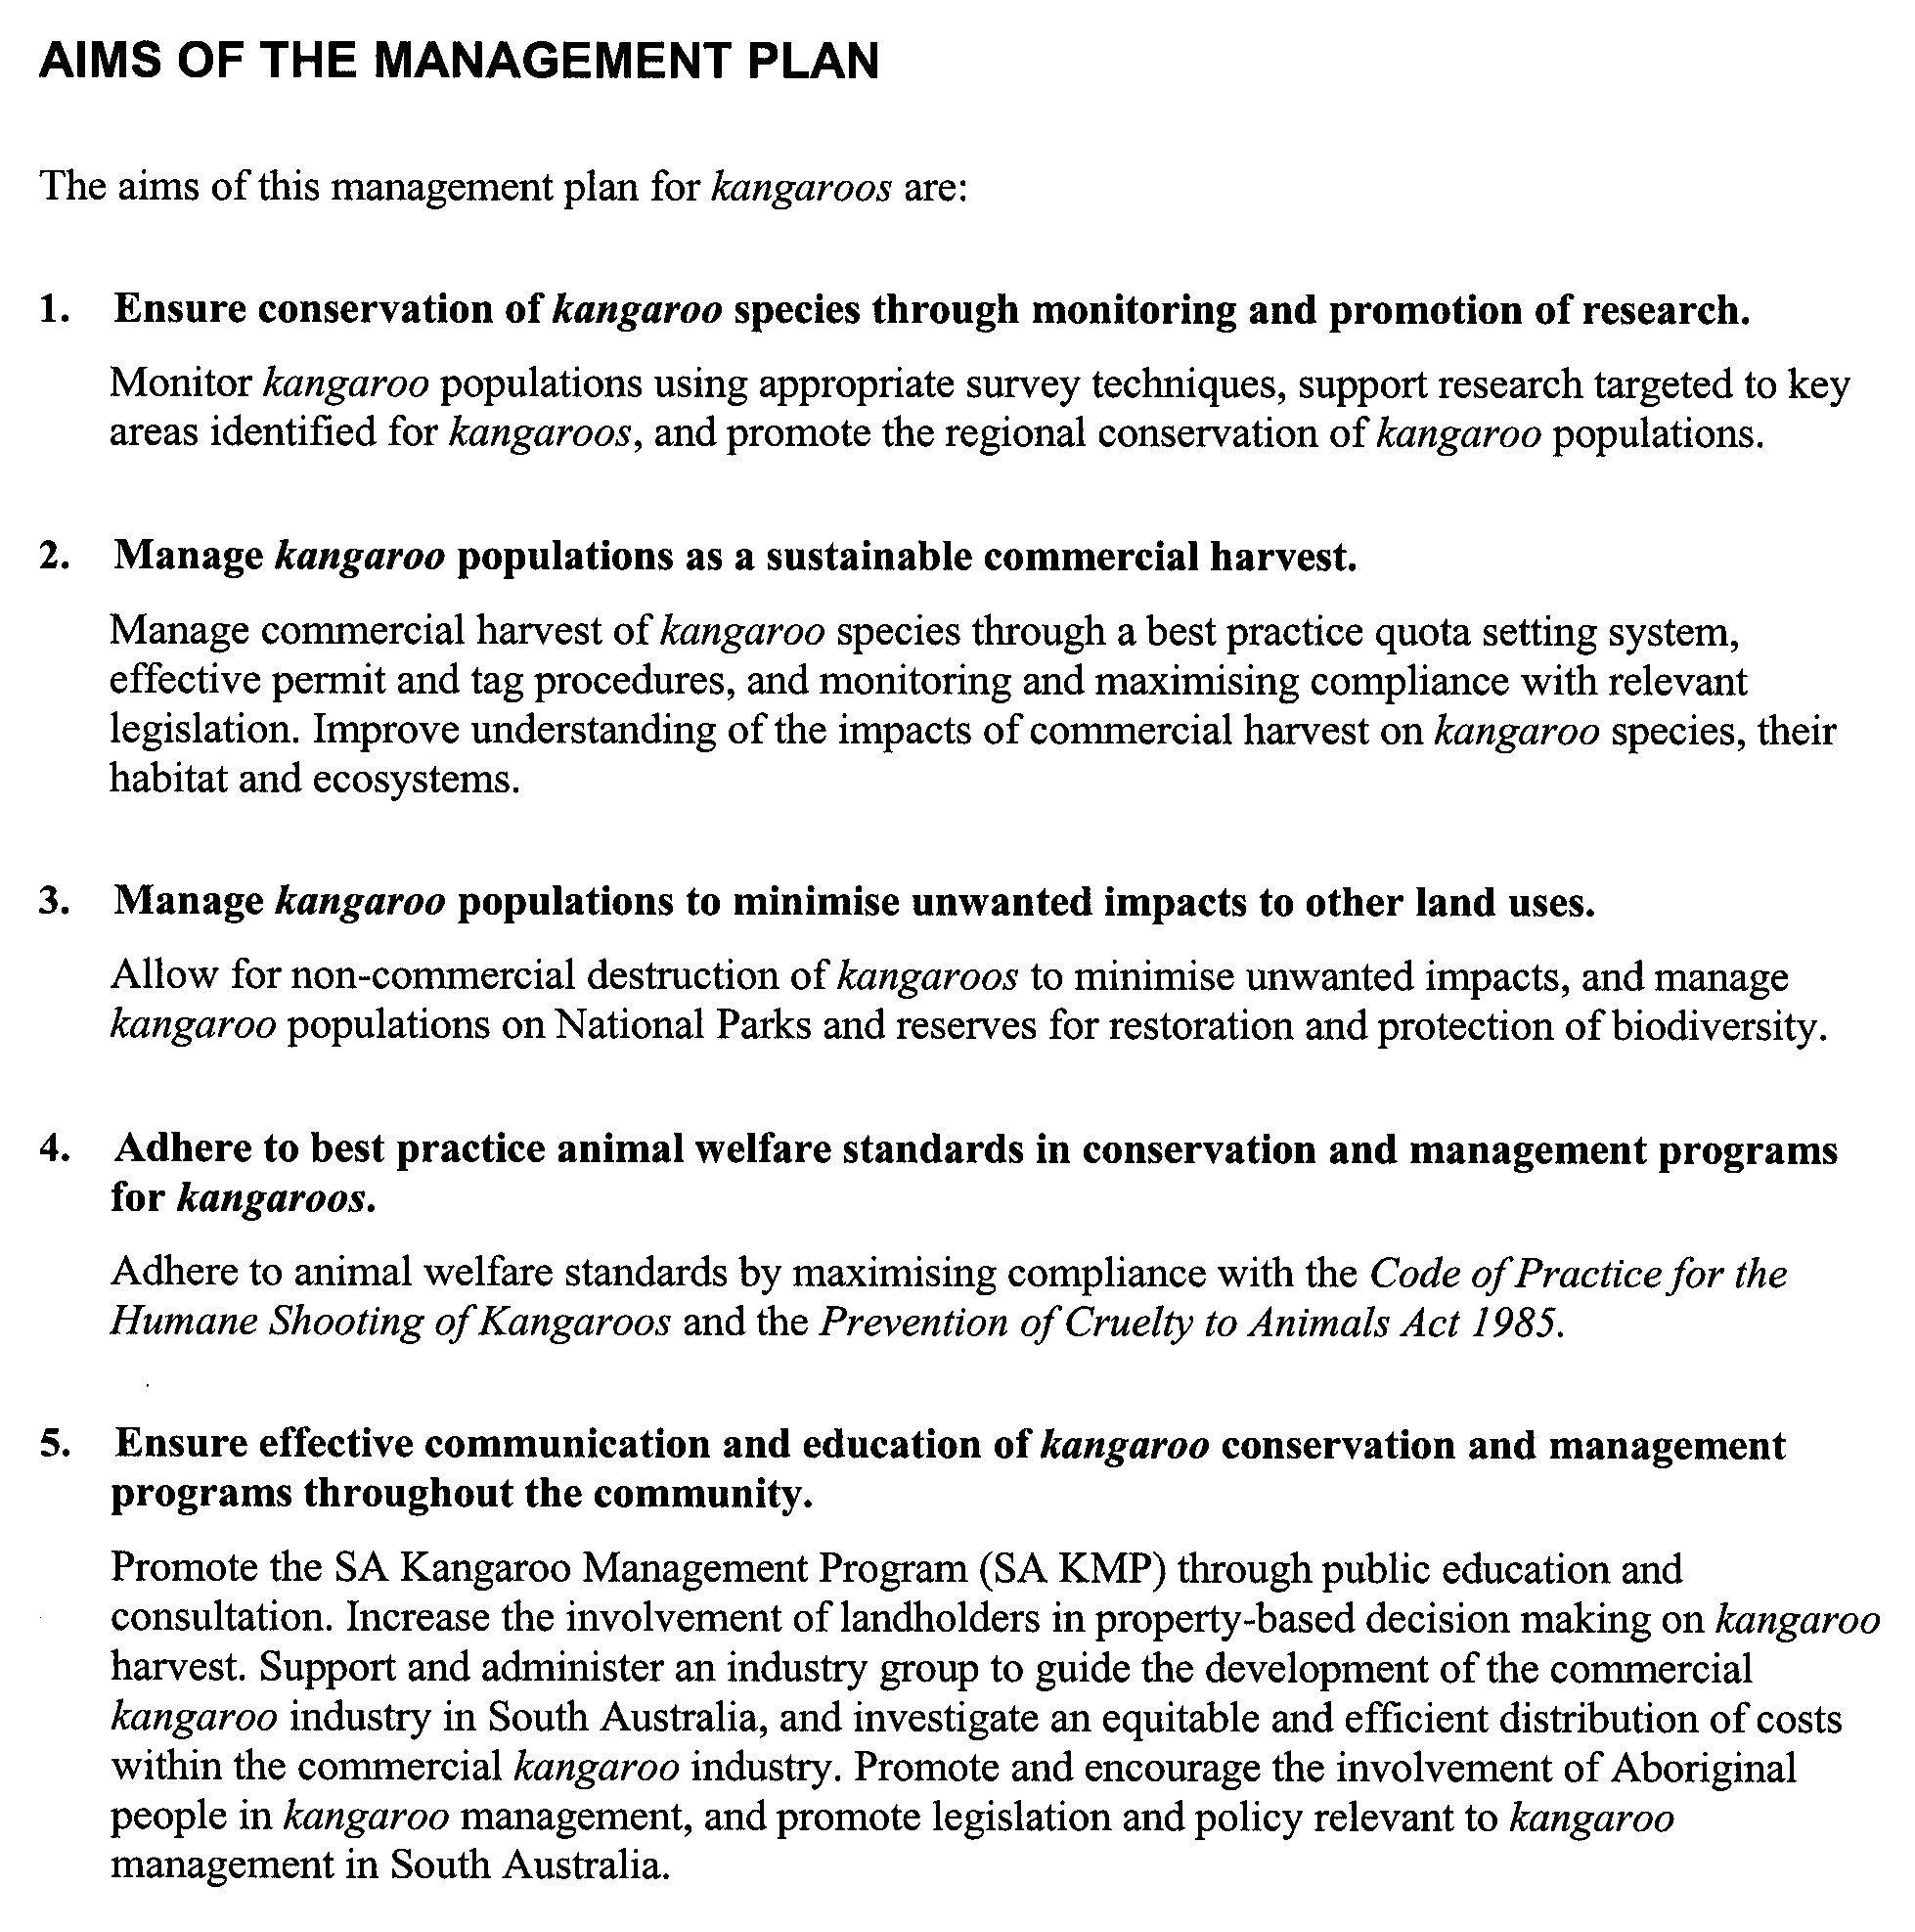 AIMS OF THE MANAGEMENT PLAN
The aims of this management plan for kangaroos are:
1. Ensure conservation of kangaroo species through monitoring and promotion of research.
Monitor kangaroo populations using appropriate survey techniques, support research targeted to key
areas identified for kangaroos, and promote the regional conservation of kangaroo populations.
2. Manage kangaroo populations as a sustainable commercial harvest.
Manage commercial harvest of kangaroo species through a best practice quota setting system,
effective permit and tag procedures, and monitoring and maximising compliance with relevant
legislation. Improve understanding of the impacts of commercial harvest on kangaroo species, their
habitat and ecosystems.
3. Manage kangaroo populations to minimise unwanted impacts to other land uses.
Allow for non-commercial destruction of kangaroos to minimise unwanted impacts, and manage
kangaroo populations on National Parks and reserves for restoration and protection of biodiversity.
4. Adhere to best practice animal welfare standards in conservation and management programs
for kangaroos.
Adhere to animal welfare standards by maximising compliance with the Code of Practice for the
Humane Shooting of Kangaroos and the Prevention of Cruelty to Animals Act 1985.
5. Ensure effective communication and education of kangaroo conservation and management
programs throughout the community.
Promote the SA Kangaroo Management Program (SA KMP) through public education and
consultation. Increase the involvement of landholders in property-based decision making on kangaroo
harvest. Support and administer an industry group to guide the development of the commercial
kangaroo industry in South Australia, and investigate an equitable and efficient distribution of costs
within the commercial kangaroo industry. Promote and encourage the involvement of Aboriginal
people in kangaroo management, and promote legislation and policy relevant to kangaroo
management in South Australia.